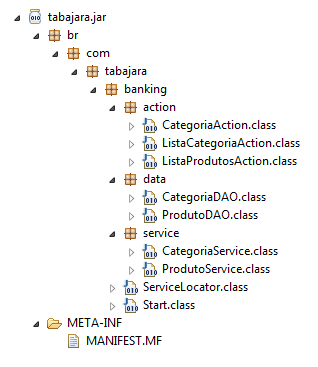 tabajara.jar
br
com
tabajara
banking
action
CategoriaAction.class
ListaCategoriaAction.class
ListaProdutosAction.class
data
CategoriaDAO.class
ProdutoDAO.class
service
CategoriaService.class
ProdutoService.class
ServiceLocator.class
Start.class
META-INF
MANIFEST.MF